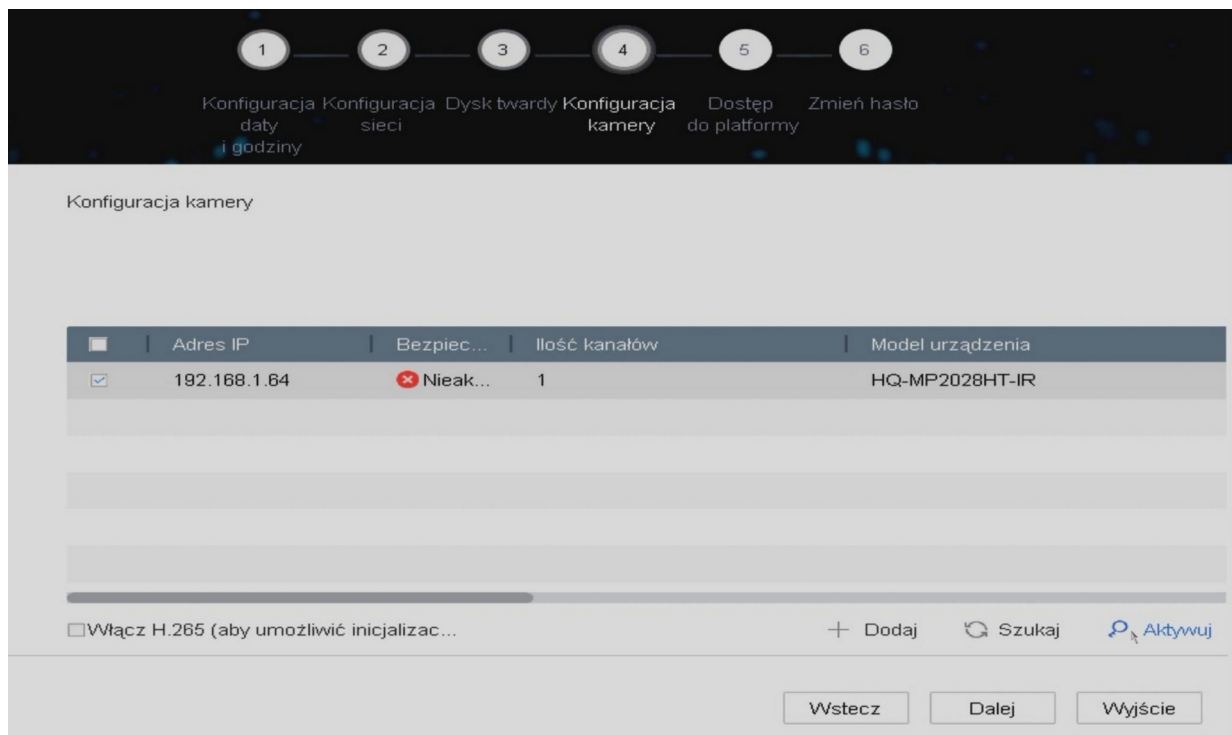 1 2 3 4 5 6
Konfiguracja daty i godziny
Konfiguracja sieci
Dysk twardy
Konfiguracja kamery
Dostęp do platformy
Zmień hasło
Konfiguracja kamery
Adres IP Bezpiec... Ilość kanałów Model urządzenia
192.168.1.64 Nieak... 1 HQ-MP2028HT-IR
Włącz H.265 (aby umożliwić inicjalizac...
Dodaj Szukaj Aktywuj
Wstecz Dalej Wyjście